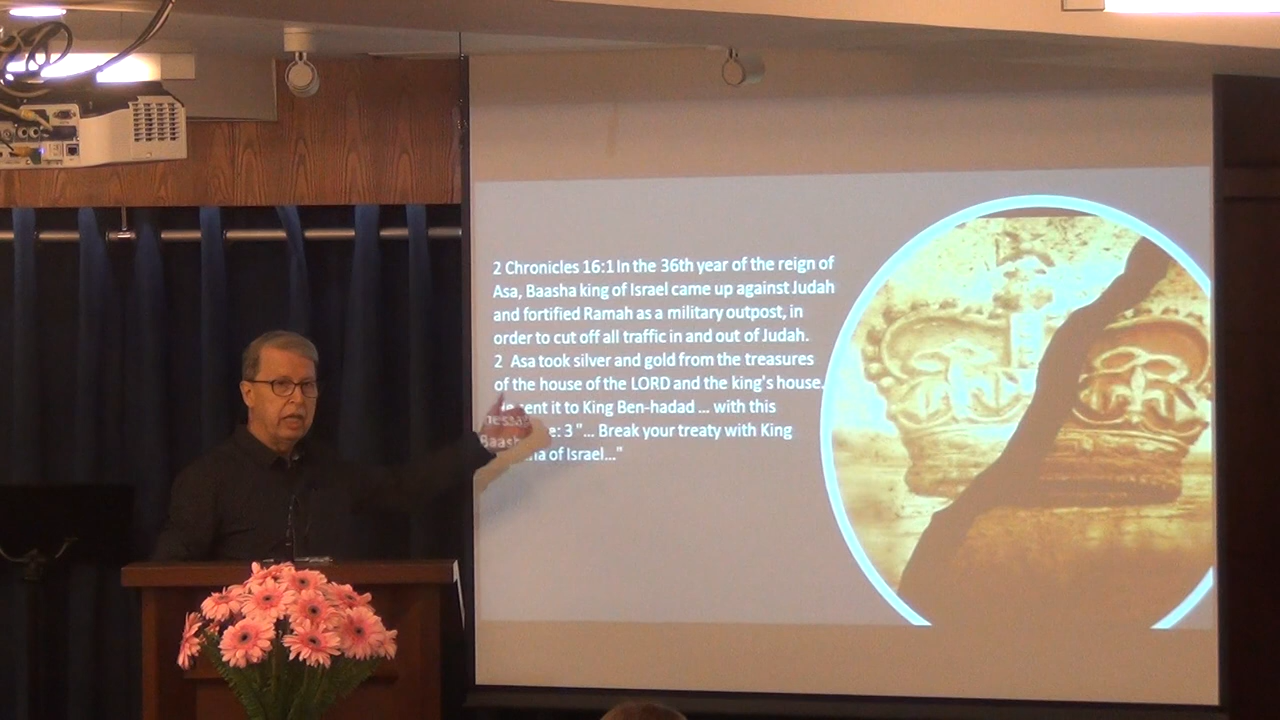 2 Chronicles 16:1 In the 36th year of the reign of
Asa, Baasha king of Israel came up against Judah
and fortified Ramah as a military outpost, in
order to cut off all traffic in and out of Judah.
2 Asa took silver and gold from the treasures
of the house of the LORD and the king's house.
sent it to King Ben-hadad ... with this
: 3 "... Break your treaty with King
Baasha of Israel..."